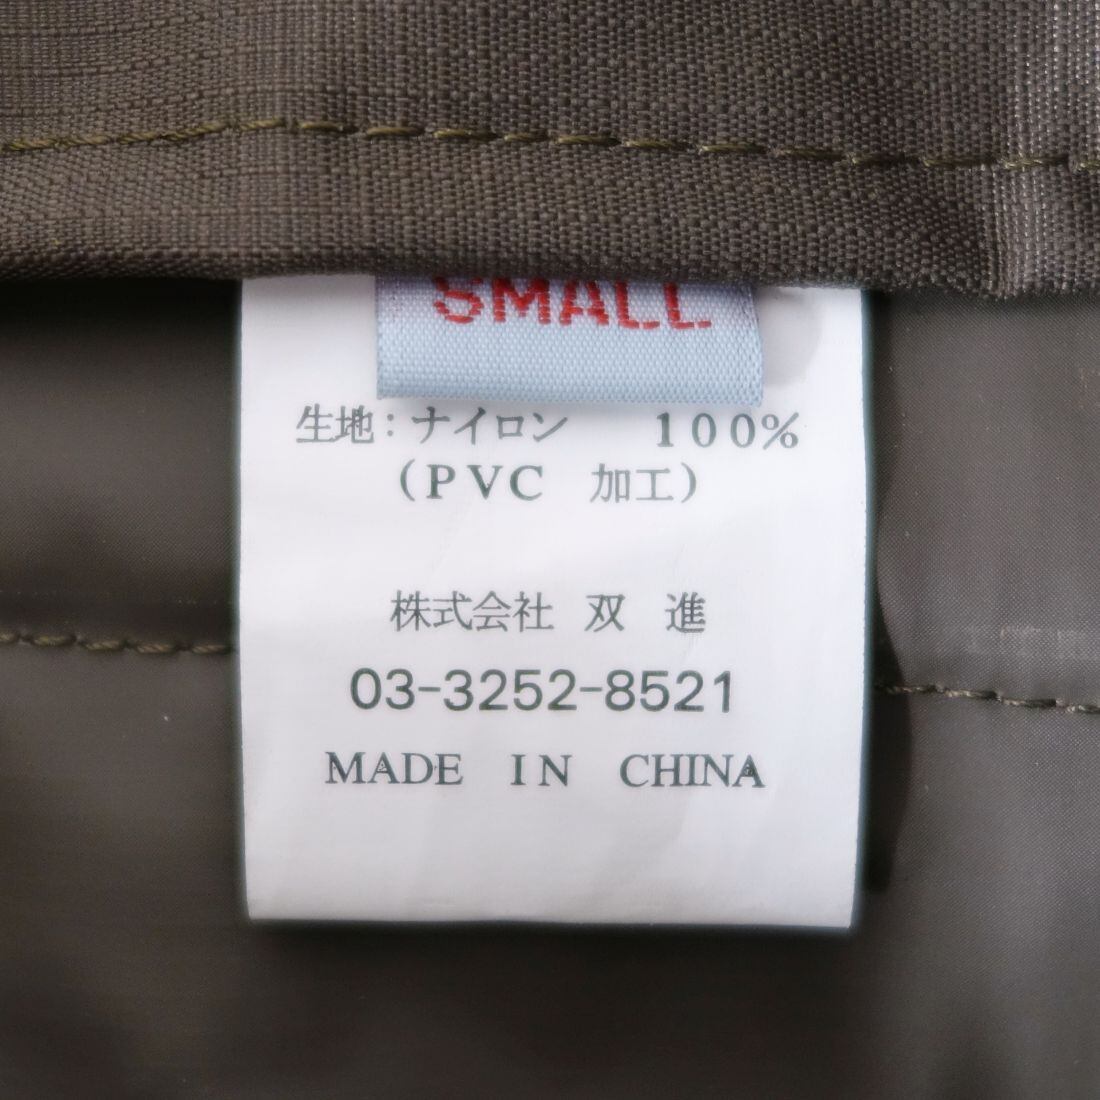 SMALL
生地：ナイロン 100%
(PVC 加工)
株式会社 双 進
03-3252-8521
MADE IN CHINA